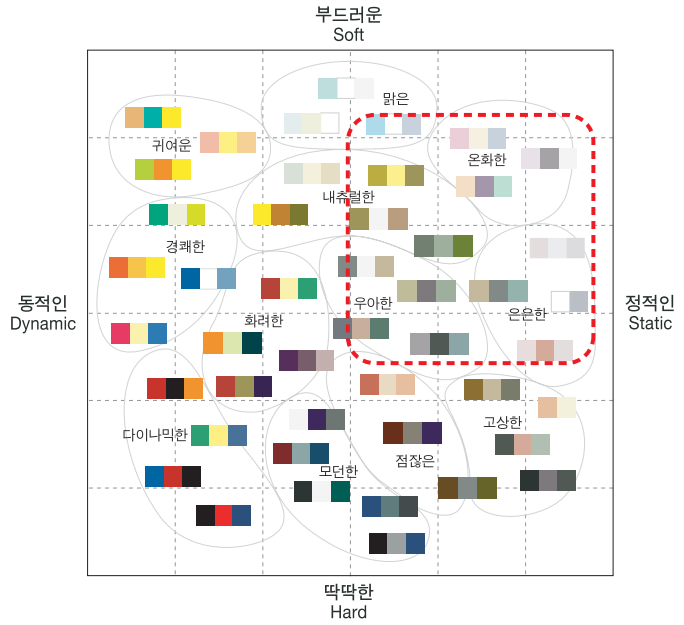 부드러운
Soft
맑은
귀여운
온화한
내츄럴한
경쾌한
동적인
Dynamic
화려한
우아한
은은한
정적인
Static
다이나믹한
모던한
점잖은
고상한
딱딱한
Hard